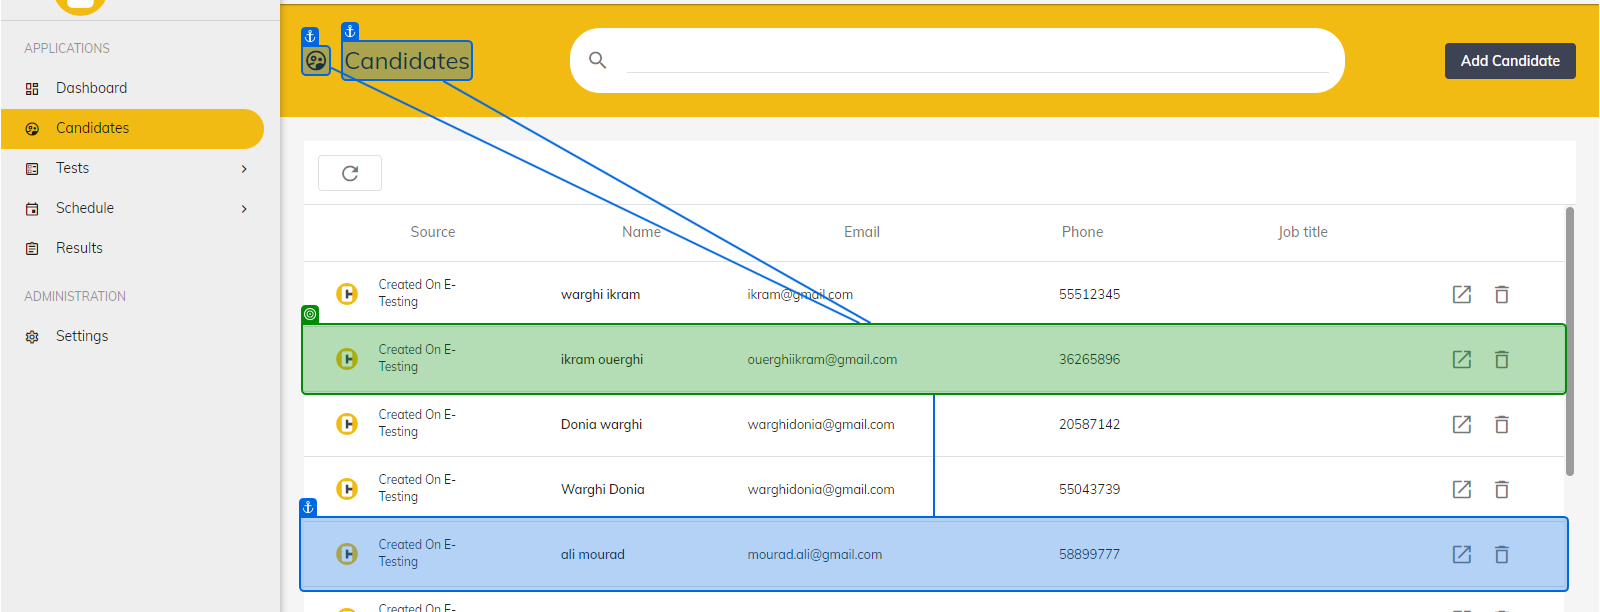 APPLICATIONS
Dashboard
Candidates
Tests
Schedule
Results
ADMINISTRATION
Settings
Candidates
Add Candidate
Source Name Email Phone Job title
Created On E-
Testing
warghi ikram ikram@gmail.com 55512345
Created On E-
Testing
ikram ouerghi ouerghiikram@gmail.com 36265896
Created On E-
Testing
Donia warghi warghidonia@gmail.com 20587142
Created On E-
Testing
Warghi Donia warghidonia@gmail.com 55043739
Created On E-
Testing
ali mourad mourad.ali@gmail.com 58899777
Created On E-